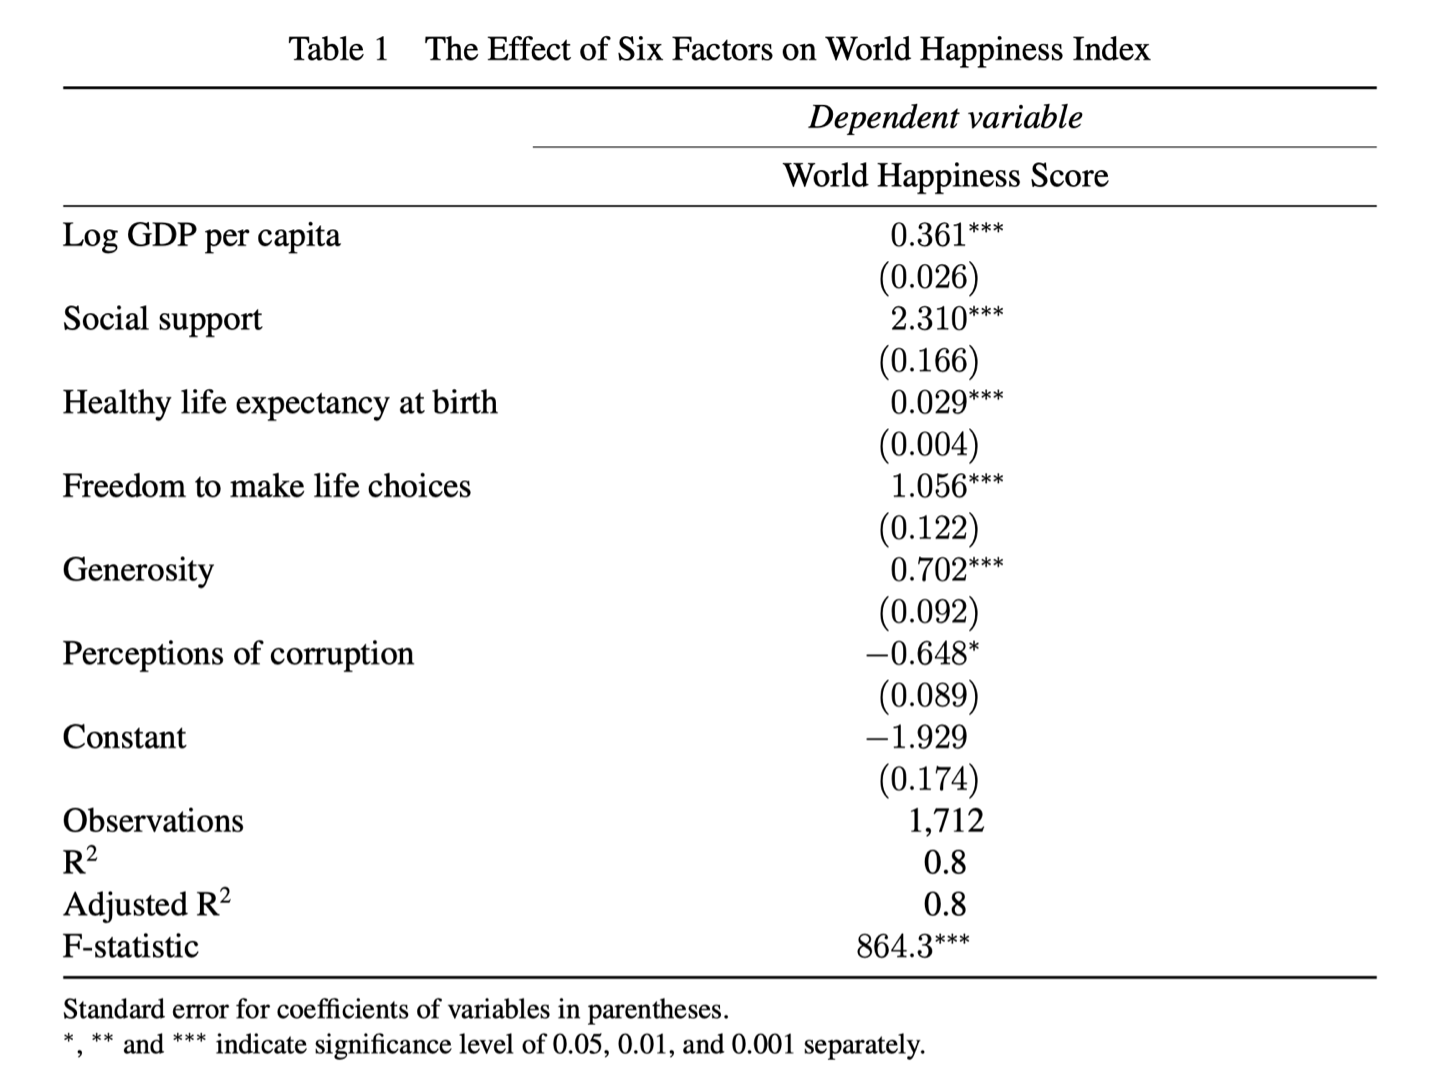 Table 1 The Effect of Six Factors on World Happiness Index
Dependent variable
World Happiness Score
Log GDP per capita 0.361***
(0.026)
Social support 2.310***
(0.166)
Healthy life expectancy at birth 0.029***
(0.004)
Freedom to make life choices 1.056***
(0.122)
Generosity 0.702***
(0.092)
Perceptions of corruption −0.648*
(0.089)
Constant −1.929
(0.174)
Observations 1,712
R² 0.8
Adjusted R² 0.8
F-statistic 864.3***
Standard error for coefficients of variables in parentheses.
*, ** and *** indicate significance level of 0.05, 0.01, and 0.001 separately.